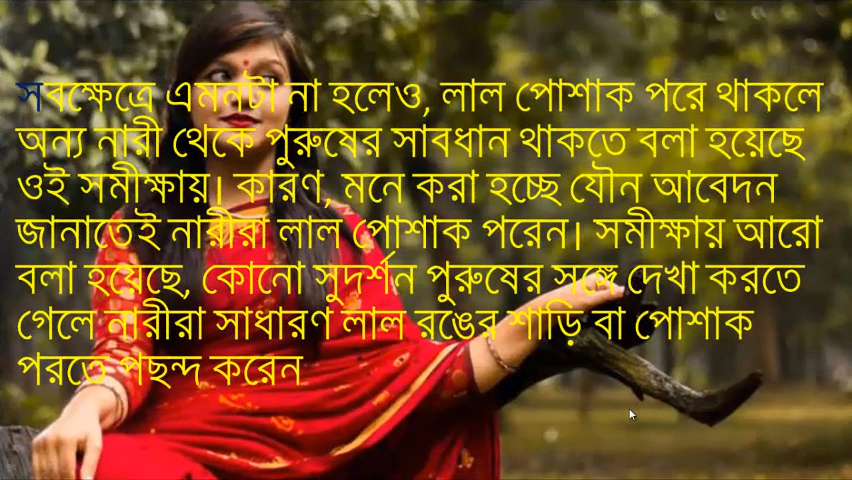 সবক্ষেত্রে এমনটা না হলেও, লাল পোশাক পরে থাকলে
অন্য নারী থেকে পুরুষের সাবধান থাকতে বলা হয়েছে
ওই সমীক্ষায়। কারণ, মনে করা হচ্ছে যৌন আবেদন
জানাতেই নারীরা লাল পোশাক পরেন। সমীক্ষায় আরো
বলা হয়েছে, কোনো সুদর্শন পুরুষের সঙ্গে দেখা করতে
গেলে নারীরা সাধারণ লাল রঙের শাড়ি বা পোশাক
পরতে পছন্দ করেন